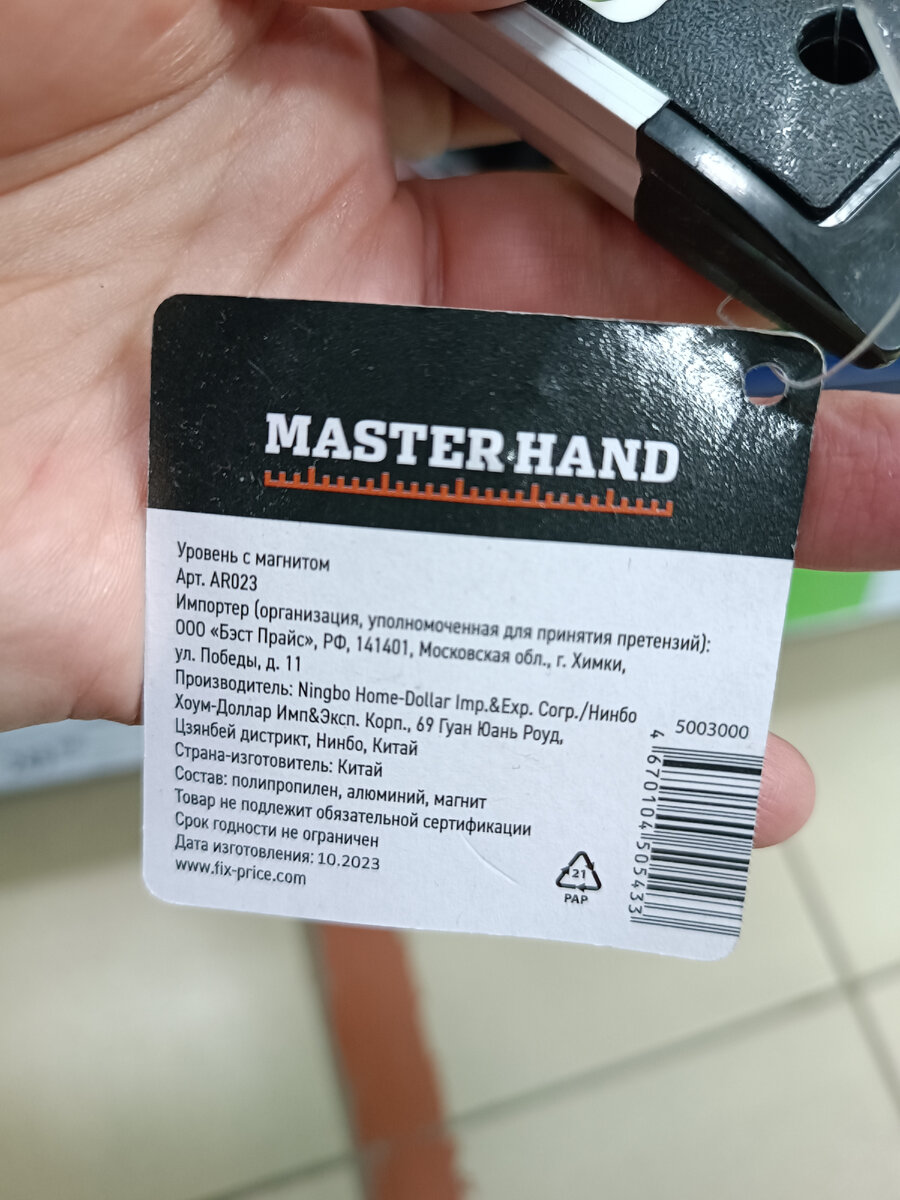 MASTER HAND
Уровень с магнитом
Арт. AR023
Импортер (организация, уполномоченная для принятия претензий):
ООО «Бэст Прайс», РФ, 141401, Московская обл., г. Химки,
ул. Победы, д. 11
Производитель: Ningbo Home-Dollar Imp.&Exp. Corp./Нинбо
Хоум-Доллар Имп&Эксп. Корп., 69 Гуан Юань Роуд,
Цзянбей дистрикт, Нинбо, Китай
Страна-изготовитель: Китай
Состав: полипропилен, алюминий, магнит
Товар не подлежит обязательной сертификации
Срок годности не ограничен
Дата изготовления: 10.2023
www.fix-price.com
21
PAP
5003000
4 670104 505433